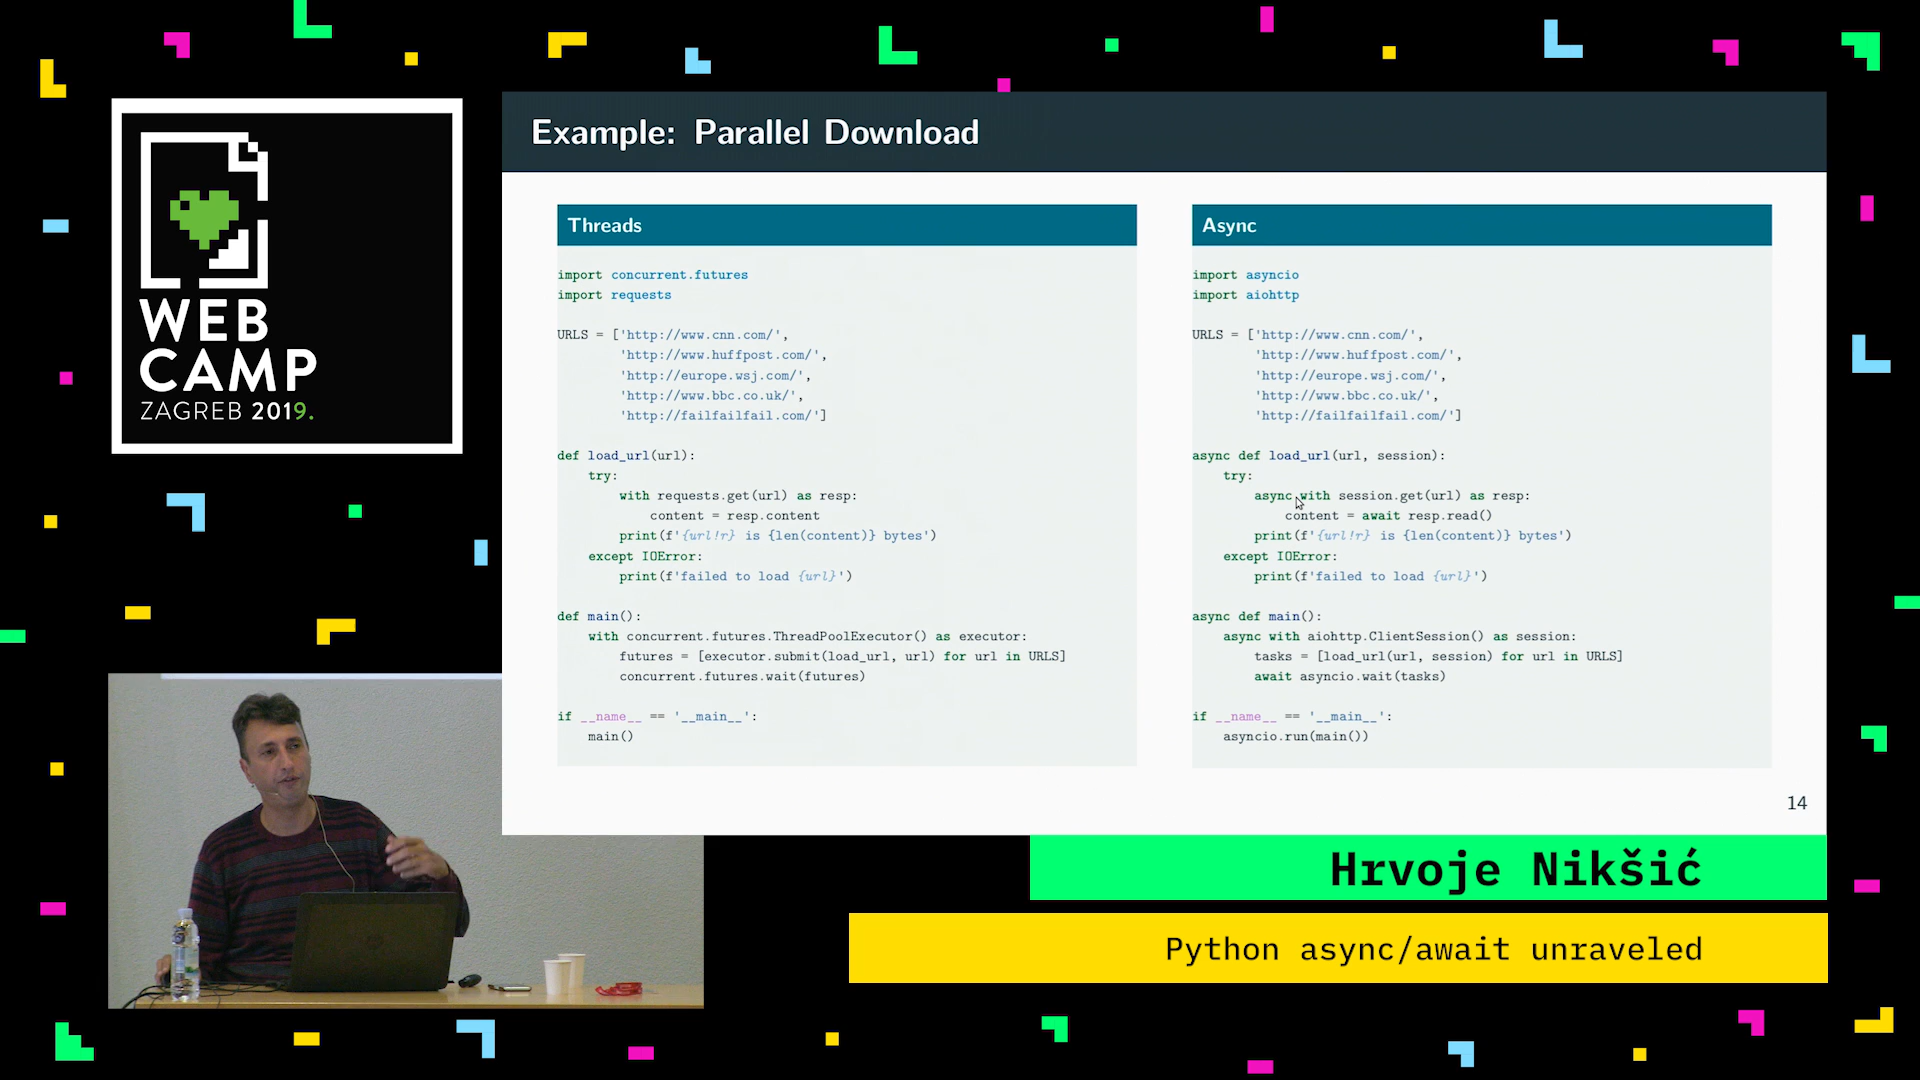 WEB
CAMP
ZAGREB 2019.
Example: Parallel Download
Threads
import concurrent.futures
import requests
URLS = ['http://www.cnn.com/',
'http://www.huffpost.com/',
'http://europe.wsj.com/',
'http://www.bbc.co.uk/',
'http://failfailfail.com/']
def load_url(url):
try:
with requests.get(url) as resp:
content = resp.content
print(f'{url!r} is {len(content)} bytes')
except IOError:
print(f'failed to load {url}')
def main():
with concurrent.futures.ThreadPoolExecutor() as executor:
futures = [executor.submit(load_url, url) for url in URLS]
concurrent.futures.wait(futures)
if __name__ == '__main__':
main()
Async
import asyncio
import aiohttp
URLS = ['http://www.cnn.com/',
'http://www.huffpost.com/',
'http://europe.wsj.com/',
'http://www.bbc.co.uk/',
'http://failfailfail.com/']
async def load_url(url, session):
try:
async with session.get(url) as resp:
content = await resp.read()
print(f'{url!r} is {len(content)} bytes')
except IOError:
print(f'failed to load {url}')
async def main():
async with aiohttp.ClientSession() as session:
tasks = [load_url(url, session) for url in URLS]
await asyncio.wait(tasks)
if __name__ == '__main__':
asyncio.run(main())
14
Hrvoje Nikšić
Python async/await unraveled